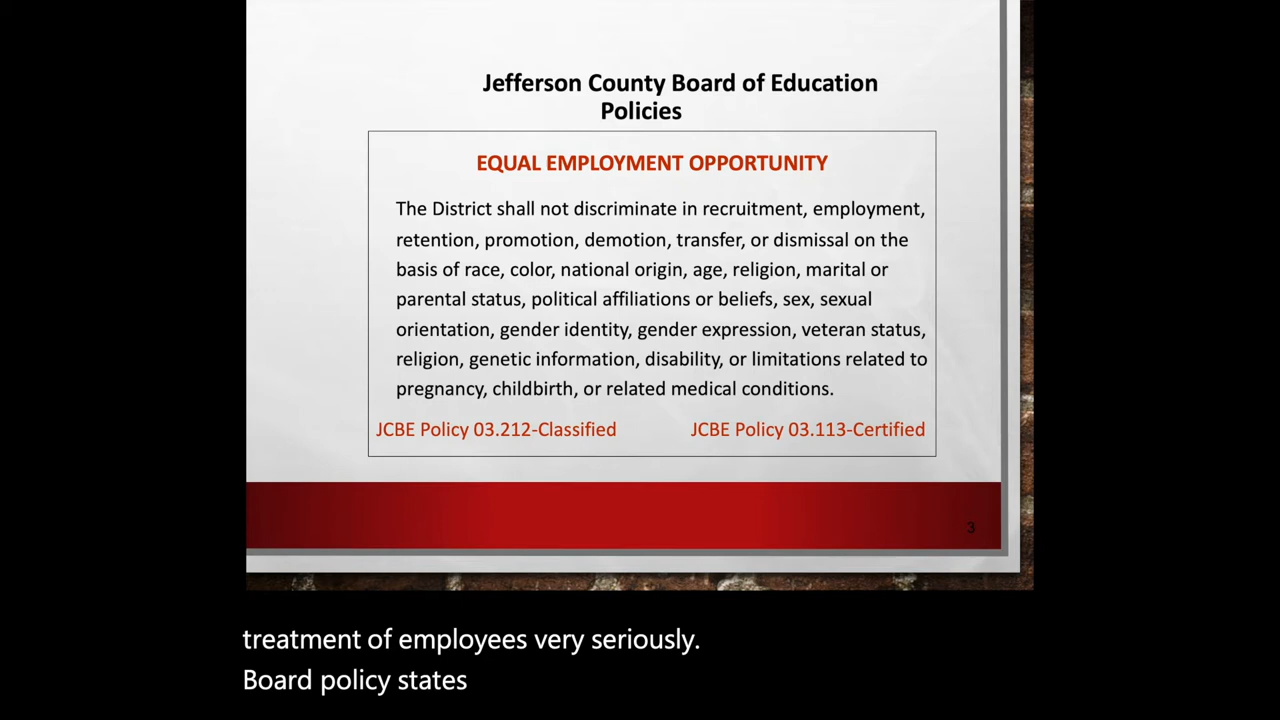 Jefferson County Board of Education
Policies
EQUAL EMPLOYMENT OPPORTUNITY
The District shall not discriminate in recruitment, employment,
retention, promotion, demotion, transfer, or dismissal on the
basis of race, color, national origin, age, religion, marital or
parental status, political affiliations or beliefs, sex, sexual
orientation, gender identity, gender expression, veteran status,
religion, genetic information, disability, or limitations related to
pregnancy, childbirth, or related medical conditions.
JCBE Policy 03.212-Classified JCBE Policy 03.113-Certified
3
treatment of employees very seriously.
Board policy states